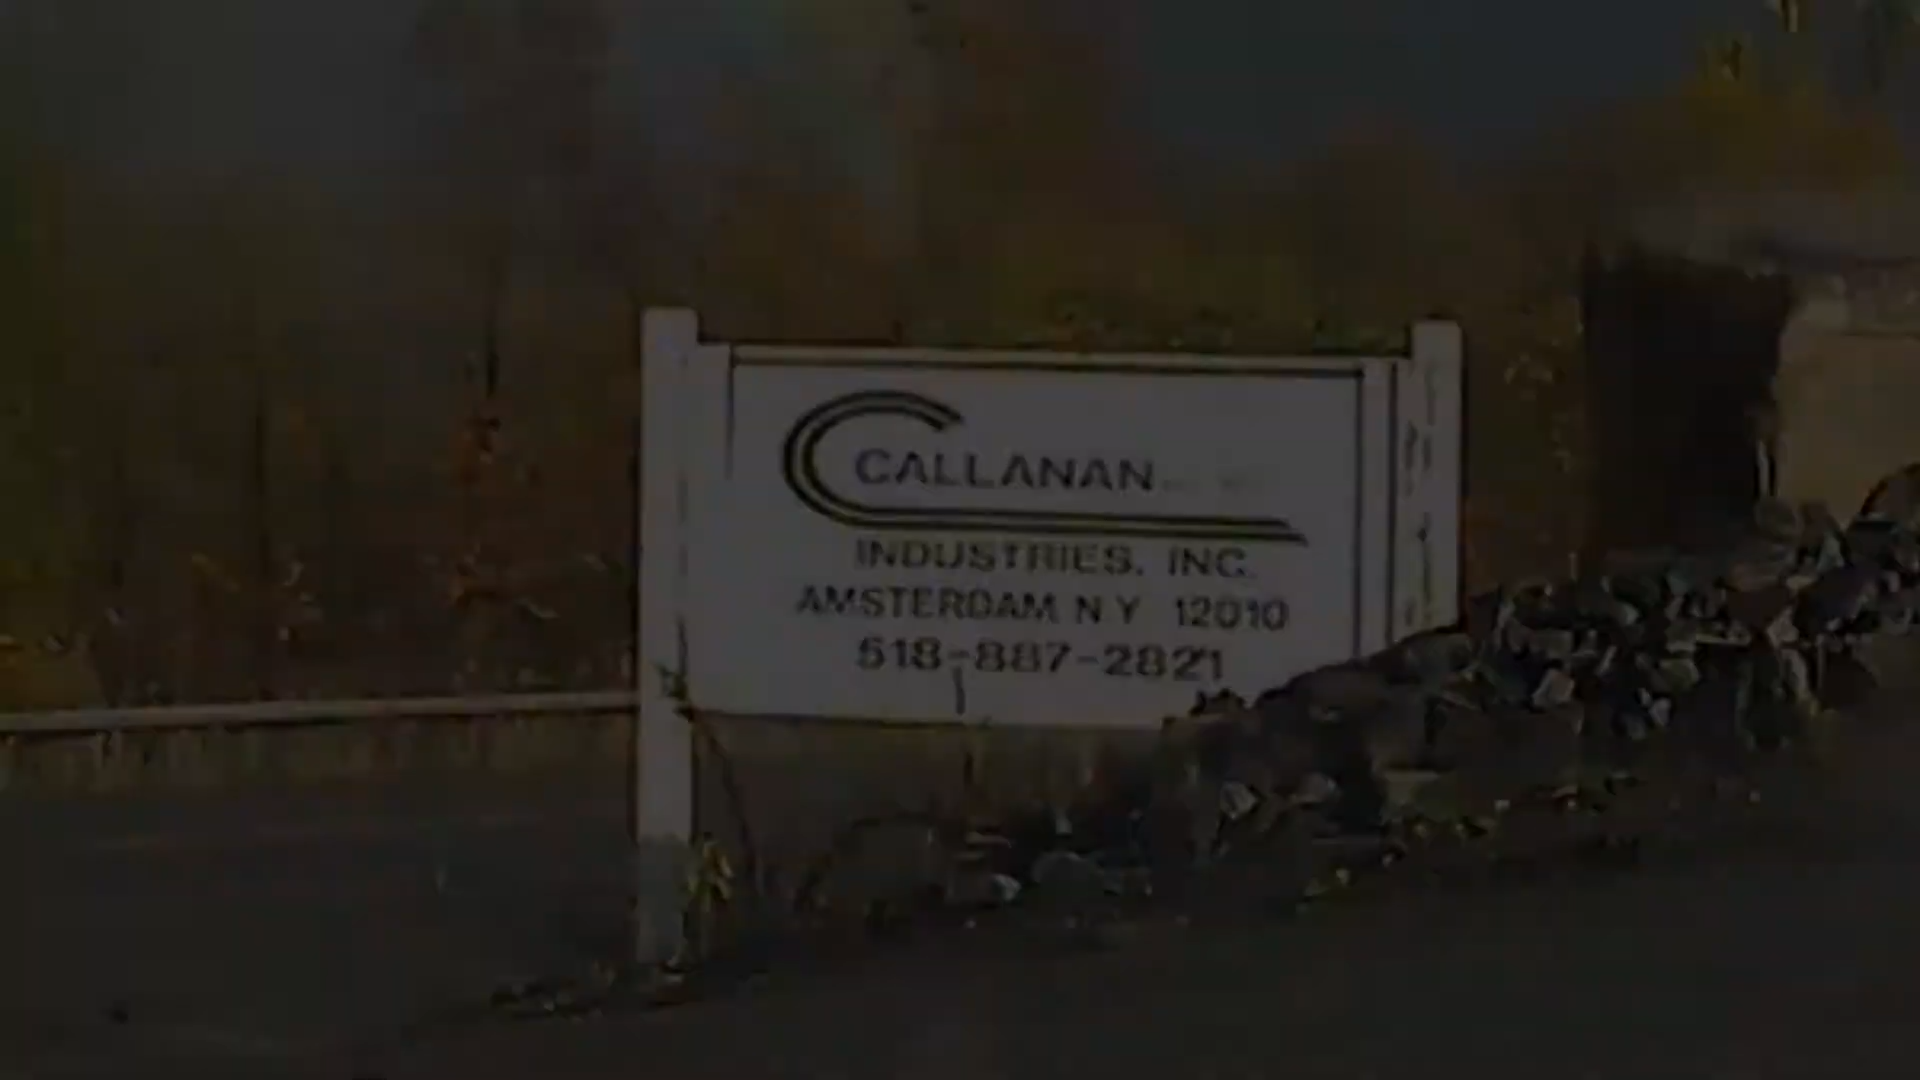 CALLANAN
INDUSTRIES, INC.
AMSTERDAM N Y 12010
518-887-2821